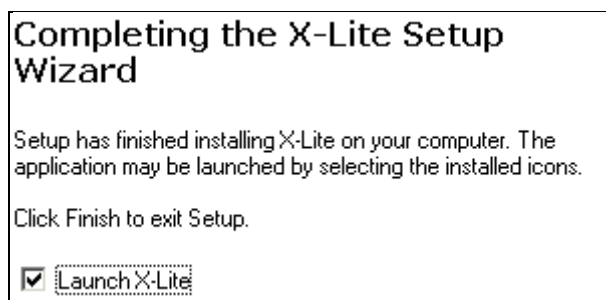 Completing the X-Lite Setup
Wizard
Setup has finished installing X-Lite on your computer. The
application may be launched by selecting the installed icons.
Click Finish to exit Setup.
Launch X-Lite